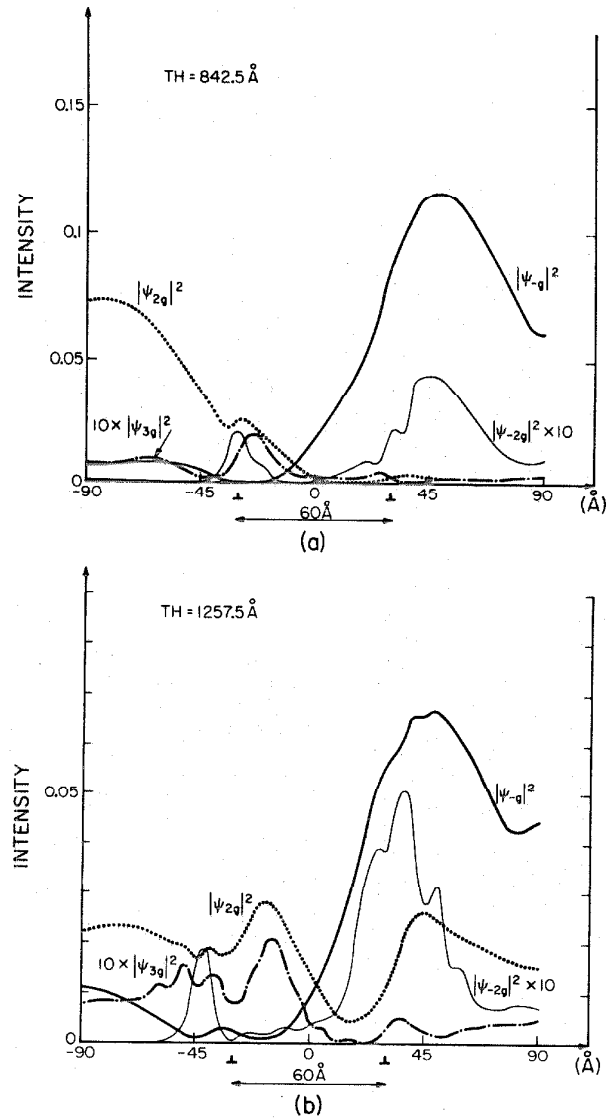 TH = 842.5 Å
0.15
0.1
0.05
0
INTENSITY
|ψ2g|²
|ψ-g|²
10 × |ψ3g|²
|ψ-2g|² × 10
-90
-45
0
45
90
(Å)
⊥
⊥
60Å
(a)
TH = 1257.5 Å
0.05
0
INTENSITY
|ψ-g|²
|ψ2g|²
10 × |ψ3g|²
|ψ-2g|² × 10
-90
-45
0
45
90
(Å)
⊥
⊥
60Å
(b)